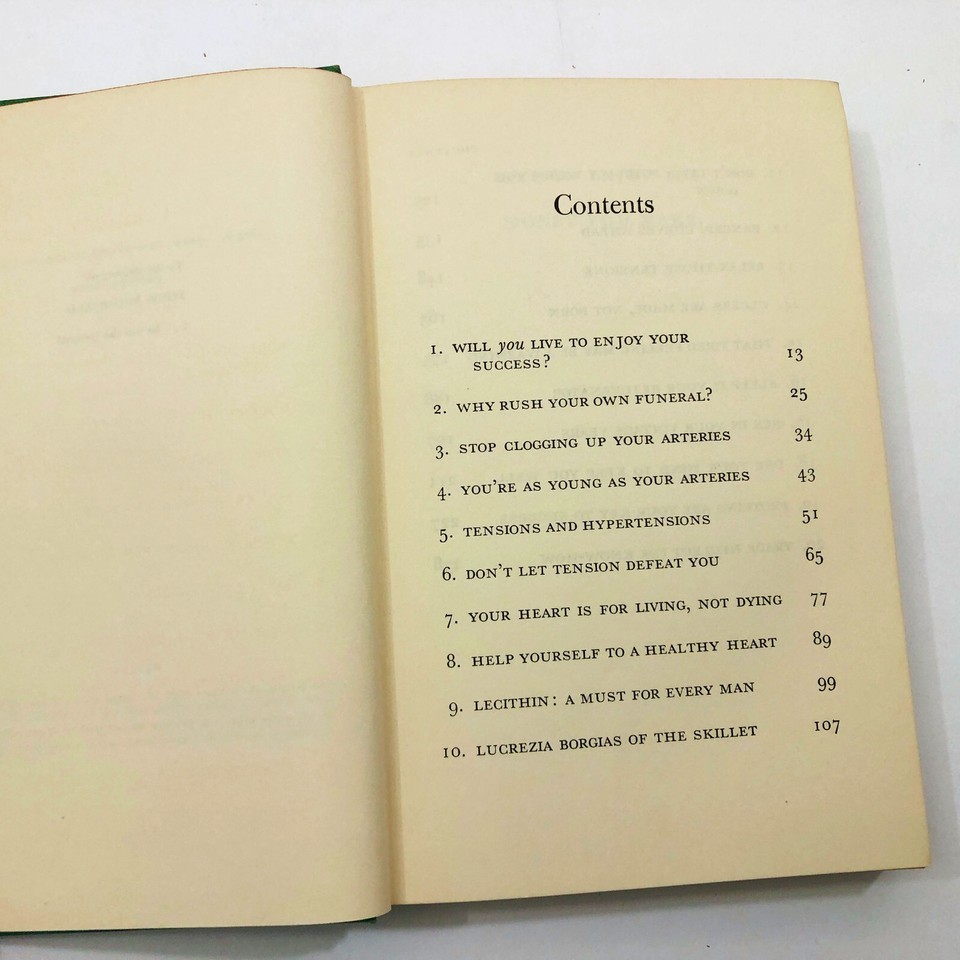 Contents
1. WILL you LIVE TO ENJOY YOUR
SUCCESS? 13
2. WHY RUSH YOUR OWN FUNERAL? 25
3. STOP CLOGGING UP YOUR ARTERIES 34
4. YOU'RE AS YOUNG AS YOUR ARTERIES 43
5. TENSIONS AND HYPERTENSIONS 51
6. DON'T LET TENSION DEFEAT YOU 65
7. YOUR HEART IS FOR LIVING, NOT DYING 77
8. HELP YOURSELF TO A HEALTHY HEART 89
9. LECITHIN: A MUST FOR EVERY MAN 99
10. LUCREZIA BORGIAS OF THE SKILLET 107